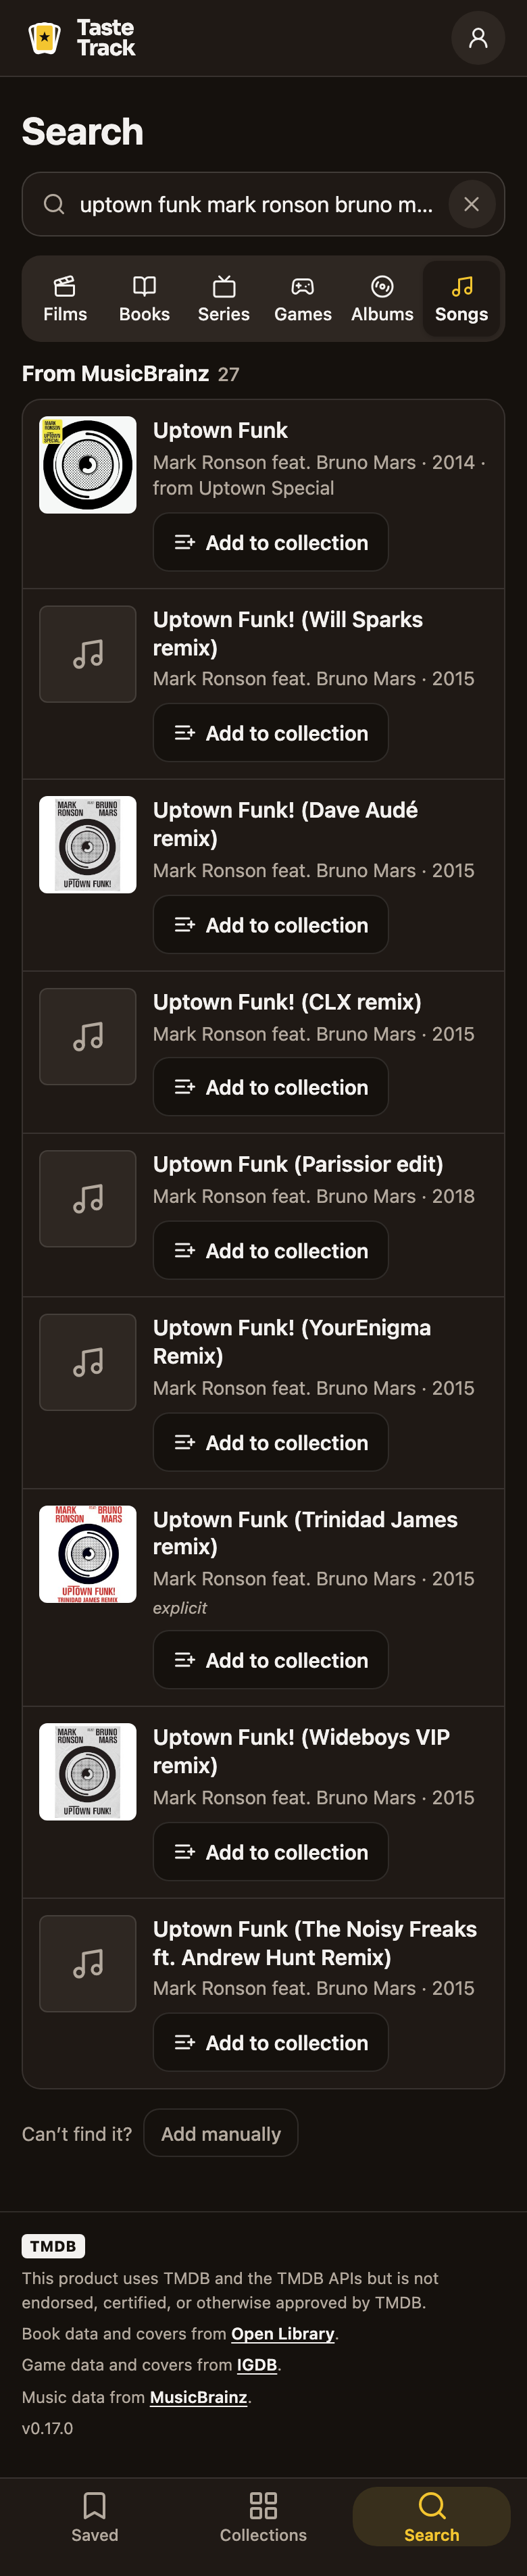 Taste
Track
Search
uptown funk mark ronson bruno m...
Films
Books
Series
Games
Albums
Songs
From MusicBrainz 27
MARK
RONSON
UPTOWN
SPECIAL
Uptown Funk
Mark Ronson feat. Bruno Mars · 2014 ·
from Uptown Special
Add to collection
Uptown Funk! (Will Sparks
remix)
Mark Ronson feat. Bruno Mars · 2015
Add to collection
MARK
RONSON
BRUNO
MARS
UPTOWN FUNK!
Uptown Funk! (Dave Audé
remix)
Mark Ronson feat. Bruno Mars · 2015
Add to collection
Uptown Funk! (CLX remix)
Mark Ronson feat. Bruno Mars · 2015
Add to collection
Uptown Funk (Parissior edit)
Mark Ronson feat. Bruno Mars · 2018
Add to collection
Uptown Funk! (YourEnigma
Remix)
Mark Ronson feat. Bruno Mars · 2015
Add to collection
MARK
RONSON
BRUNO
MARS
UPTOWN FUNK!
TRINIDAD JAMES REMIX
Uptown Funk (Trinidad James
remix)
Mark Ronson feat. Bruno Mars · 2015
explicit
Add to collection
MARK
RONSON
BRUNO
MARS
UPTOWN FUNK!
Uptown Funk! (Wideboys VIP
remix)
Mark Ronson feat. Bruno Mars · 2015
Add to collection
Uptown Funk (The Noisy Freaks
ft. Andrew Hunt Remix)
Mark Ronson feat. Bruno Mars · 2015
Add to collection
Can’t find it?
Add manually
TMDB
This product uses TMDB and the TMDB APIs but is not
endorsed, certified, or otherwise approved by TMDB.
Book data and covers from Open Library.
Game data and covers from IGDB.
Music data from MusicBrainz.
v0.17.0
Saved
Collections
Search